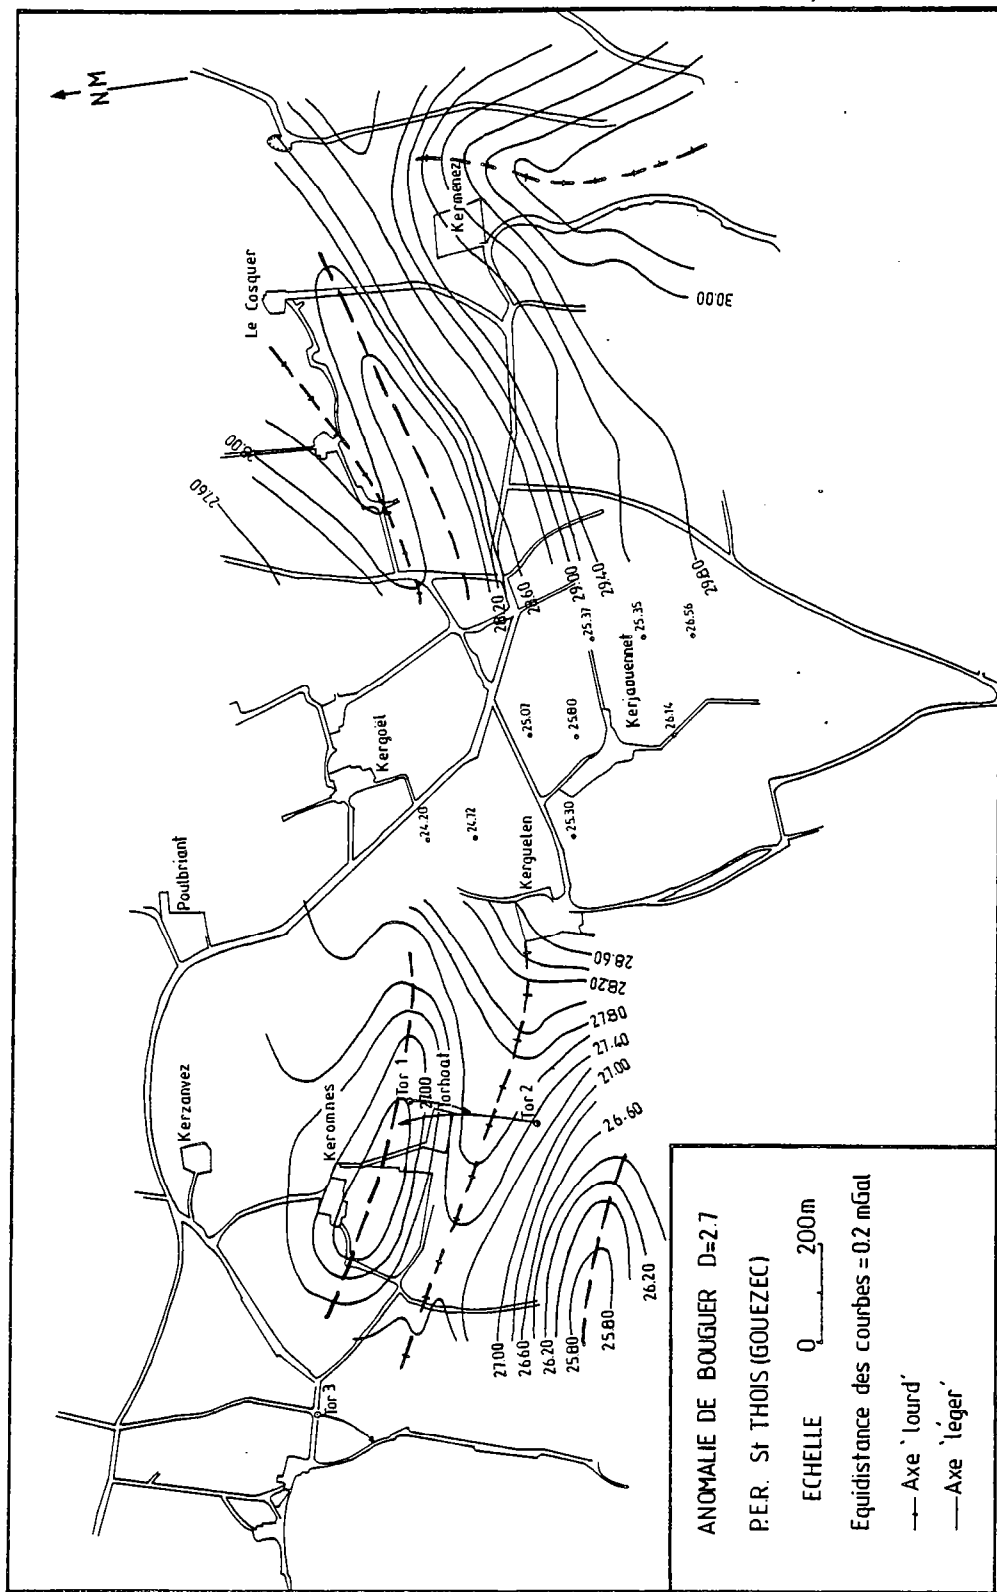 NM
Le Cosquer
Kermenez
27.60
28.00
30.00
28.20
28.60
29.00
29.40
29.80
25.37
25.35
26.56
Kerjaouennet
25.07
25.80
26.14
Kergoël
24.20
24.72
25.30
Kerguelen
Poulbriant
28.60
28.20
27.80
27.40
27.00
26.60
Kerzanvez
Keromnes
Tor 1
27.00
Torhoat
Tor 2
Tor 3
27.00
26.60
26.20
25.80
25.80
26.20
ANOMALIE DE BOUGUER D=2.7
P.E.R. St THOIS (GOUEZEC)
ECHELLE 0 200m
Equidistance des courbes = 0.2 mGal
Axe 'lourd'
Axe 'léger'